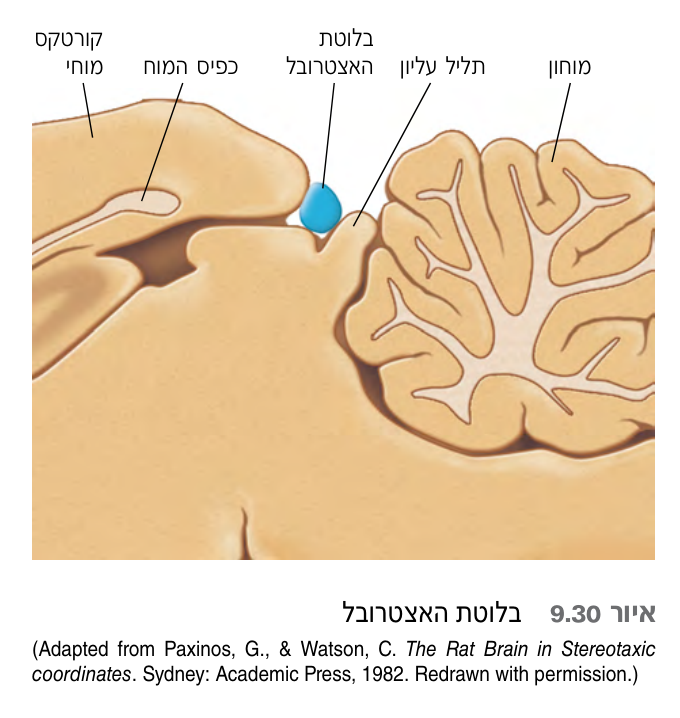 קורטקס
מוחי
כפיס המוח
בלוטת
האצטרובל
תליל עליון
מוחון
איור 9.30 בלוטת האצטרובל
(Adapted from Paxinos, G., & Watson, C. The Rat Brain in Stereotaxic
coordinates. Sydney: Academic Press, 1982. Redrawn with permission.)